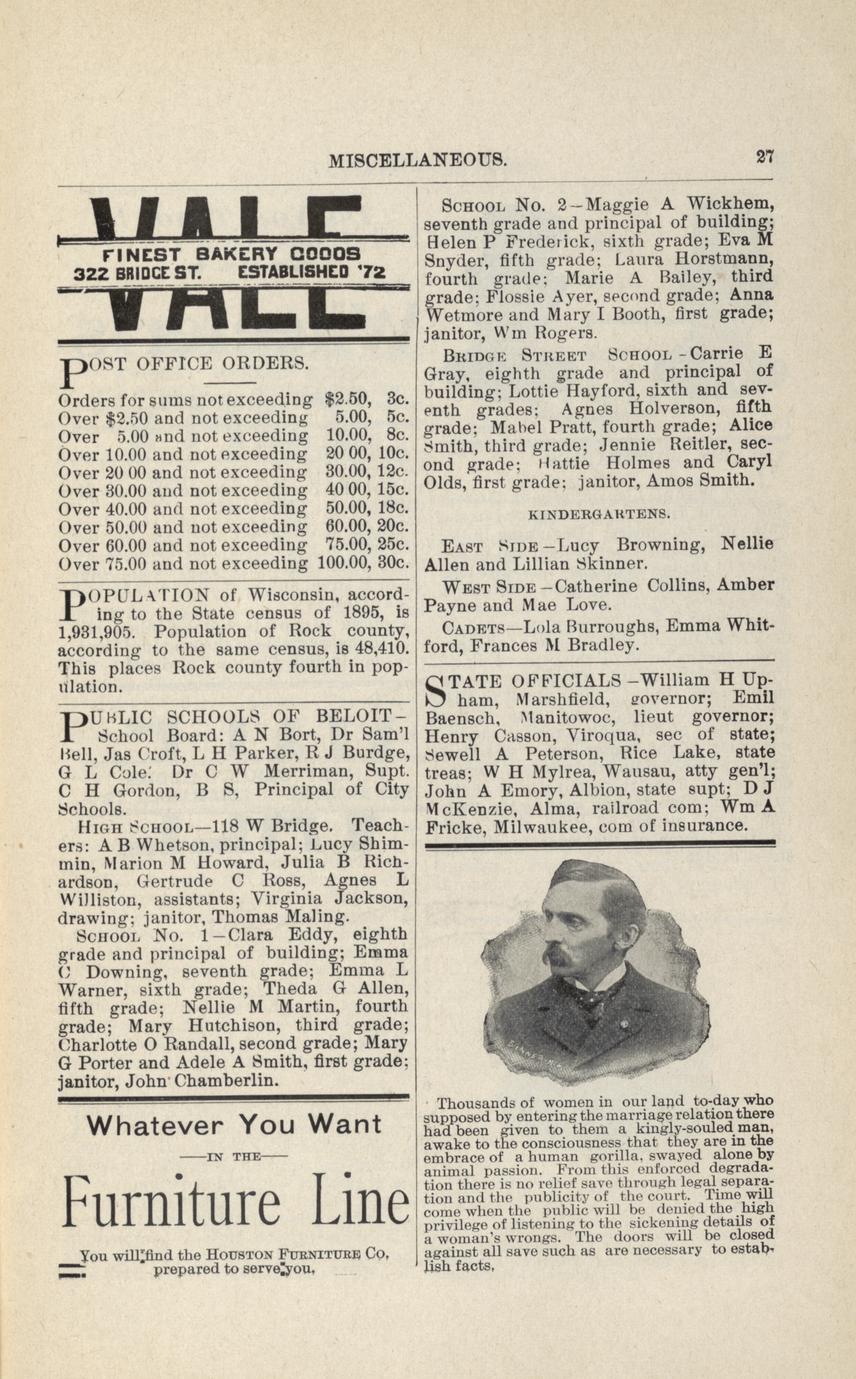 MISCELLANEOUS. 27
VALE
FINEST BAKERY GOODS
322 BRIDGE ST. ESTABLISHED '72
POST OFFICE ORDERS.
Orders for sums not exceeding $2.50, 3c.
Over $2.50 and not exceeding 5.00, 5c.
Over 5.00 and not exceeding 10.00, 8c.
Over 10.00 and not exceeding 20 00, 10c.
Over 20 00 and not exceeding 30.00, 12c.
Over 30.00 and not exceeding 40 00, 15c.
Over 40.00 and not exceeding 50.00, 18c.
Over 50.00 and not exceeding 60.00, 20c.
Over 60.00 and not exceeding 75.00, 25c.
Over 75.00 and not exceeding 100.00, 30c.
POPULATION of Wisconsin, accord-
ing to the State census of 1895, is
1,931,905. Population of Rock county,
according to the same census, is 48,410.
This places Rock county fourth in pop-
ulation.
PUBLIC SCHOOLS OF BELOIT–
School Board: A N Bort, Dr Sam'l
Bell, Jas Croft, L H Parker, R J Burdge,
G L Cole: Dr C W Merriman, Supt.
C H Gordon, B S, Principal of City
Schools.
HIGH SCHOOL—118 W Bridge. Teach-
ers: A B Whetson, principal; Lucy Shim-
min, Marion M Howard, Julia B Rich-
ardson, Gertrude C Ross, Agnes L
Williston, assistants; Virginia Jackson,
drawing; janitor, Thomas Maling.
SCHOOL No. 1–Clara Eddy, eighth
grade and principal of building; Emma
C Downing, seventh grade; Emma L
Warner, sixth grade; Theda G Allen,
fifth grade; Nellie M Martin, fourth
grade; Mary Hutchison, third grade;
Charlotte O Randall, second grade; Mary
G Porter and Adele A Smith, first grade;
janitor, John Chamberlin.
Whatever You Want
—IN THE—
Furniture Line
You will find the HOUSTON FURNITURE Co,
prepared to serve you,
SCHOOL No. 2–Maggie A Wickhem,
seventh grade and principal of building;
Helen P Frederick, sixth grade; Eva M
Snyder, fifth grade; Laura Horstmann,
fourth grade; Marie A Bailey, third
grade; Flossie Ayer, second grade; Anna
Wetmore and Mary I Booth, first grade;
janitor, Wm Rogers.
BRIDGE STREET SCHOOL - Carrie E
Gray, eighth grade and principal of
building; Lottie Hayford, sixth and sev-
enth grades; Agnes Holverson, fifth
grade; Mabel Pratt, fourth grade; Alice
Smith, third grade; Jennie Reitler, sec-
ond grade; Hattie Holmes and Caryl
Olds, first grade; janitor, Amos Smith.
KINDERGARTENS.
EAST SIDE–Lucy Browning, Nellie
Allen and Lillian Skinner.
WEST SIDE–Catherine Collins, Amber
Payne and Mae Love.
CADETS—Lola Burroughs, Emma Whit-
ford, Frances M Bradley.
STATE OFFICIALS –William H Up-
ham, Marshfield, governor; Emil
Baensch, Manitowoc, lieut governor;
Henry Casson, Viroqua, sec of state;
Sewell A Peterson, Rice Lake, state
treas; W H Mylrea, Wausau, atty gen'l;
John A Emory, Albion, state supt; D J
McKenzie, Alma, railroad com; Wm A
Fricke, Milwaukee, com of insurance.
Thousands of women in our land to-day who
supposed by entering the marriage relation there
had been given to them a kingly-souled man,
awake to the consciousness that they are in the
embrace of a human gorilla, swayed alone by
animal passion. From this enforced degrada-
tion there is no relief save through legal separa-
tion and the publicity of the court. Time will
come when the public will be denied the high
privilege of listening to the sickening details of
a woman's wrongs. The doors will be closed
against all save such as are necessary to estab-
lish facts,